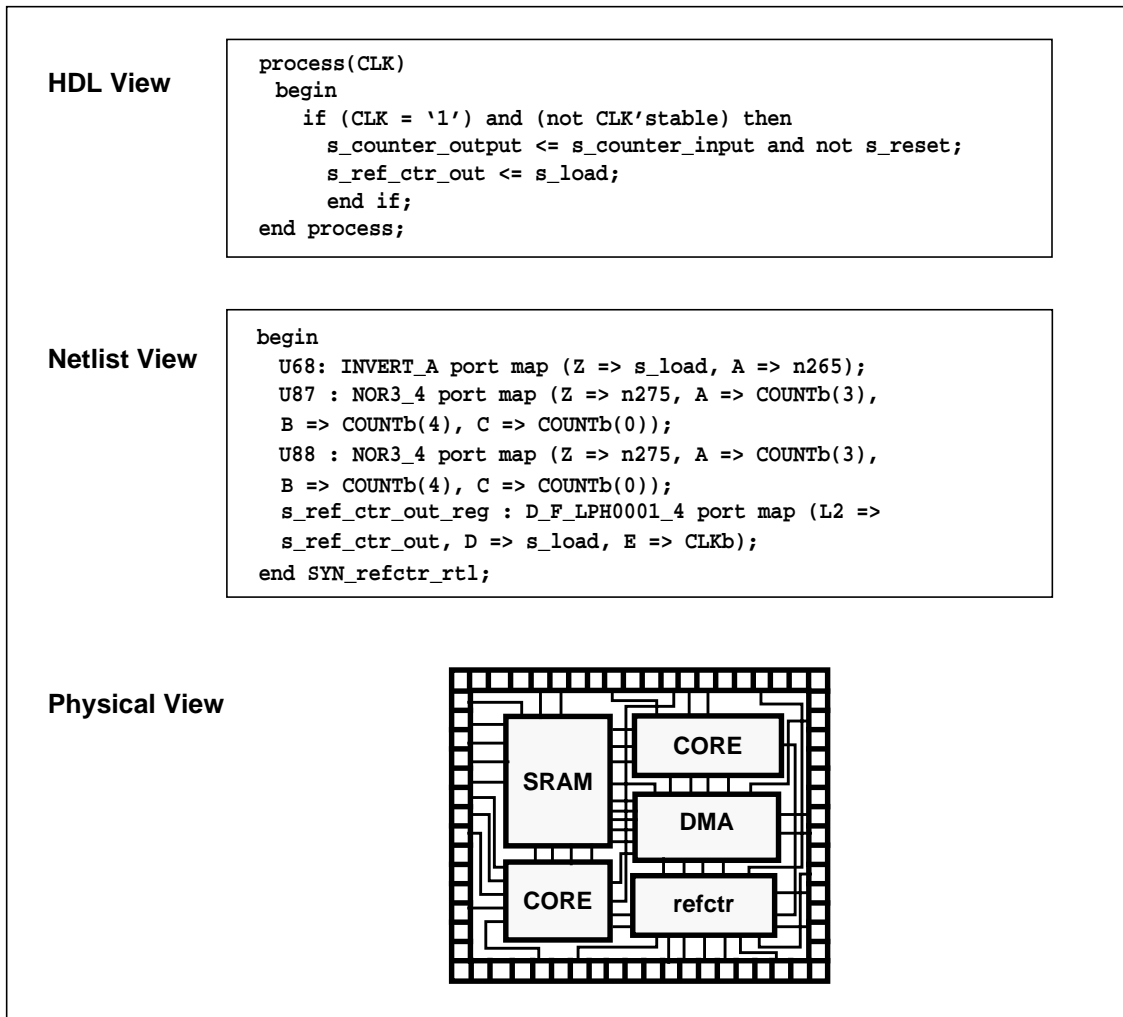 HDL View
process(CLK)
begin
if (CLK = ‘1’) and (not CLK’stable) then
s_counter_output <= s_counter_input and not s_reset;
s_ref_ctr_out <= s_load;
end if;
end process;
Netlist View
begin
U68: INVERT_A port map (Z => s_load, A => n265);
U87 : NOR3_4 port map (Z => n275, A => COUNTb(3),
B => COUNTb(4), C => COUNTb(0));
U88 : NOR3_4 port map (Z => n275, A => COUNTb(3),
B => COUNTb(4), C => COUNTb(0));
s_ref_ctr_out_reg : D_F_LPH0001_4 port map (L2 =>
s_ref_ctr_out, D => s_load, E => CLKb);
end SYN_refctr_rtl;
Physical View
SRAM
CORE
DMA
CORE
refctr